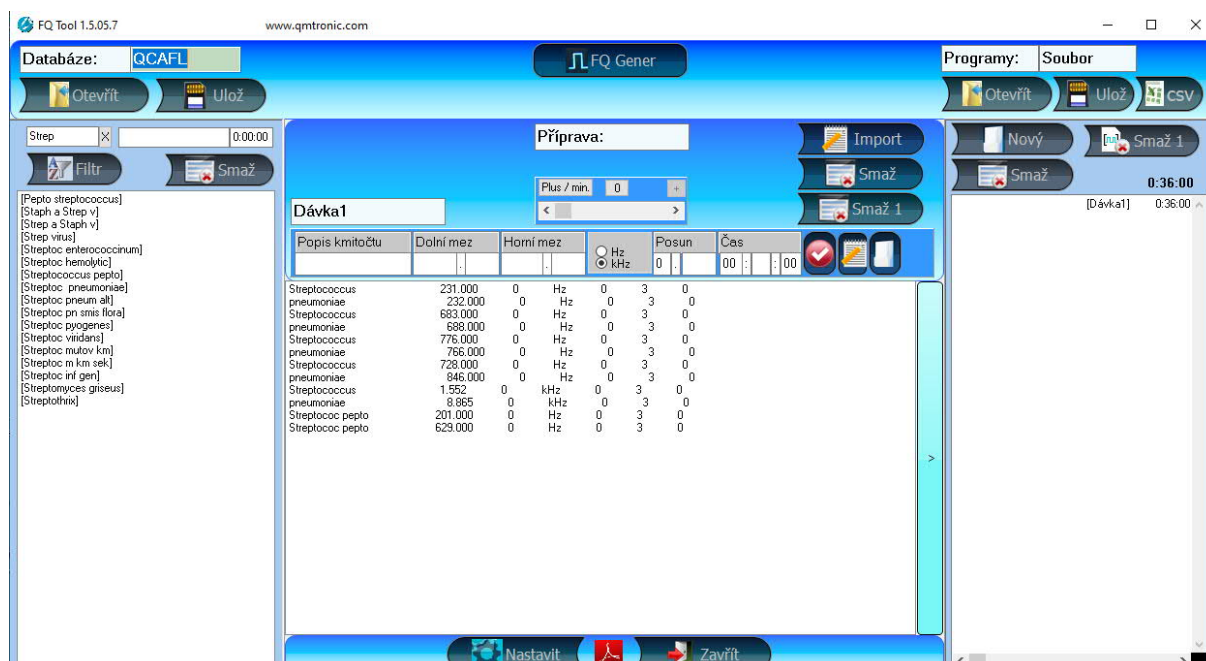 FQ Tool 1.5.05.7 www.qmtronic.com
Databáze: QCAFL
Otevřít Ulož
FQ Gener
Programy: Soubor
Otevřít Ulož CSV
Strep X 0:00:00
Filtr Smaž
[Pepto streptococcus]
[Staph a Strep v]
[Strep a Staph v]
[Strep virus]
[Streptoc enterococcinum]
[Streptoc hemolytic]
[Streptococcus pepto]
[Streptoc pneumoniae]
[Streptoc pneum alt]
[Streptoc pn smis flora]
[Streptoc pyogenes]
[Streptoc viridans]
[Streptoc mutov km]
[Streptoc m km sek]
[Streptoc inf gen]
[Streptomyces griseus]
[Streptothrix]
Příprava:
Import
Smaž
Smaž 1
Plus / min. 0 +
< >
Dávka1
Popis kmitočtu Dolní mez Horní mez Hz kHz Posun Čas
. . 0 . 00 : : 00
Streptococcus 231.000 0 Hz 0 3 0
pneumoniae 232.000 0 Hz 0 3 0
Streptococcus 683.000 0 Hz 0 3 0
pneumoniae 688.000 0 Hz 0 3 0
Streptococcus 776.000 0 Hz 0 3 0
pneumoniae 766.000 0 Hz 0 3 0
Streptococcus 728.000 0 Hz 0 3 0
pneumoniae 846.000 0 Hz 0 3 0
Streptococcus 1.552 0 kHz 0 3 0
pneumoniae 8.865 0 kHz 0 3 0
Streptococ pepto 201.000 0 Hz 0 3 0
Streptococ pepto 629.000 0 Hz 0 3 0
>
Nový Smaž 1
Smaž 0:36:00
[Dávka1] 0:36:00
Nastavit Zavřít